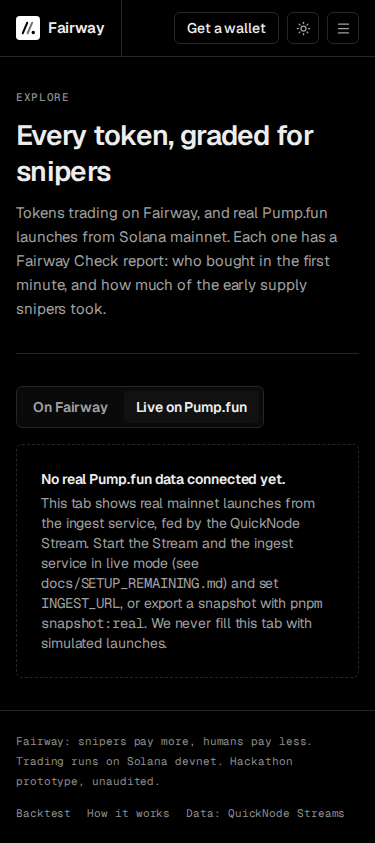 Fairway
Get a wallet
EXPLORE
Every token, graded for
snipers
Tokens trading on Fairway, and real Pump.fun
launches from Solana mainnet. Each one has a
Fairway Check report: who bought in the first
minute, and how much of the early supply
snipers took.
On Fairway
Live on Pump.fun
No real Pump.fun data connected yet.
This tab shows real mainnet launches from
the ingest service, fed by the QuickNode
Stream. Start the Stream and the ingest
service in live mode (see
docs/SETUP_REMAINING.md) and set
INGEST_URL, or export a snapshot with pnpm
snapshot:real. We never fill this tab with
simulated launches.
Fairway: snipers pay more, humans pay less.
Trading runs on Solana devnet. Hackathon
prototype, unaudited.
Backtest How it works Data: QuickNode Streams